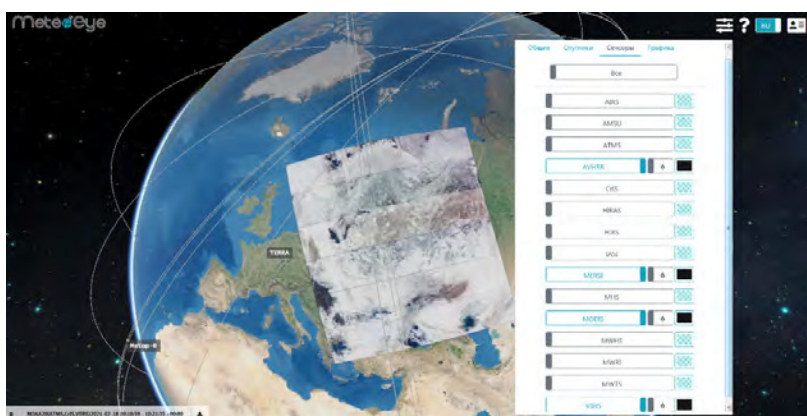 MeteoEye
? RU
Общие Спутники Сенсоры Графики
Все
AIRS
AMSU
ATMS
AVHRR 6
CrIS
HIRAS
HIRS
IASI
MERSI 6
MHS
MODIS 6
MWHS
MWRI
MWTS
VIIRS 6
TERRA
Metop-B